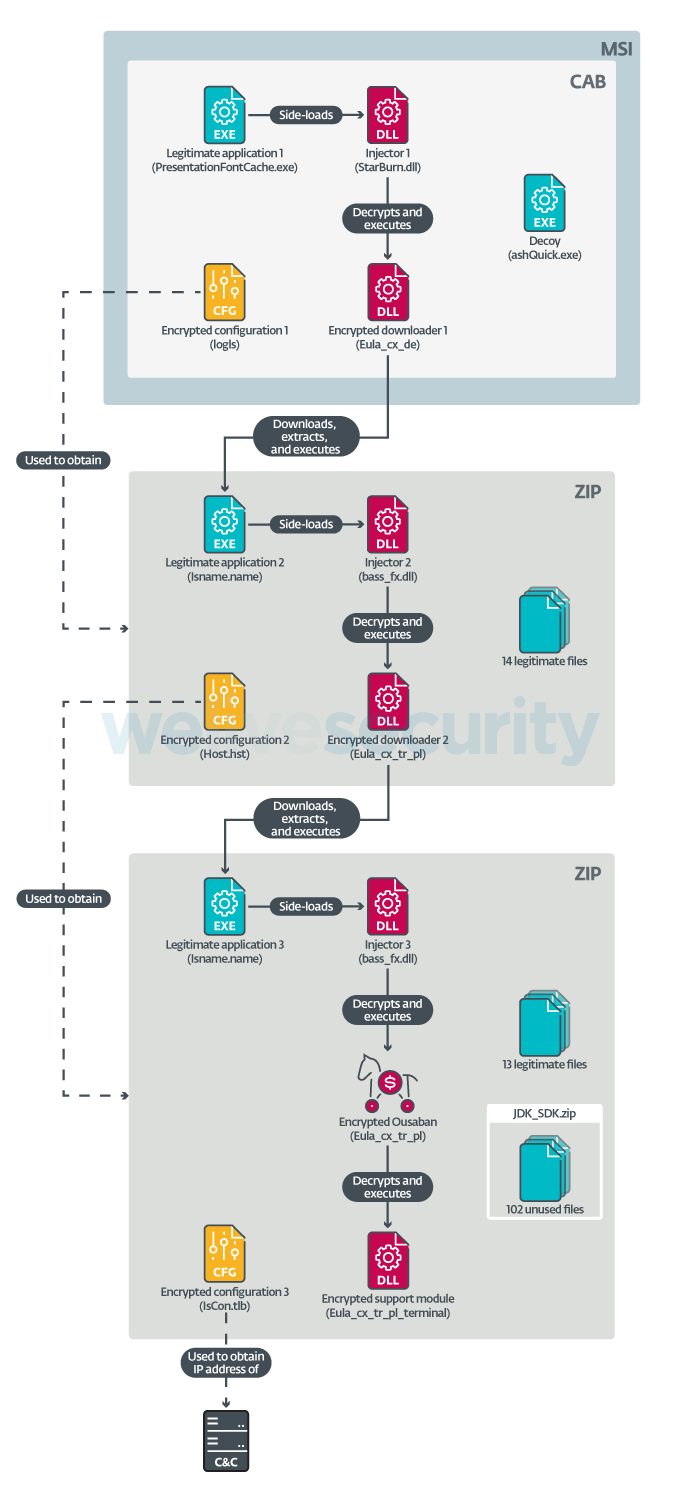 MSI
CAB
EXE
Side-loads
DLL
Legitimate application 1
(PresentationFontCache.exe)
Injector 1
(StarBurn.dll)
Decrypts and
executes
EXE
Decoy
(ashQuick.exe)
CFG
Encrypted configuration 1
(logls)
DLL
Encrypted downloader 1
(Eula_cx_de)
Downloads,
extracts,
and executes
Used to obtain
ZIP
EXE
Side-loads
DLL
Legitimate application 2
(lsname.name)
Injector 2
(bass_fx.dll)
Decrypts and
executes
14 legitimate files
CFG
Encrypted configuration 2
(Host.hst)
DLL
Encrypted downloader 2
(Eula_cx_tr_pl)
welivesecurity
Downloads,
extracts,
and executes
Used to obtain
ZIP
EXE
Side-loads
DLL
Legitimate application 3
(lsname.name)
Injector 3
(bass_fx.dll)
Decrypts and
executes
13 legitimate files
$
Encrypted Ousaban
(Eula_cx_tr_pl)
JDK_SDK.zip
102 unused files
Decrypts and
executes
CFG
Encrypted configuration 3
(lsCon.tlb)
DLL
Encrypted support module
(Eula_cx_tr_pl_terminal)
Used to obtain
IP address of
C&C